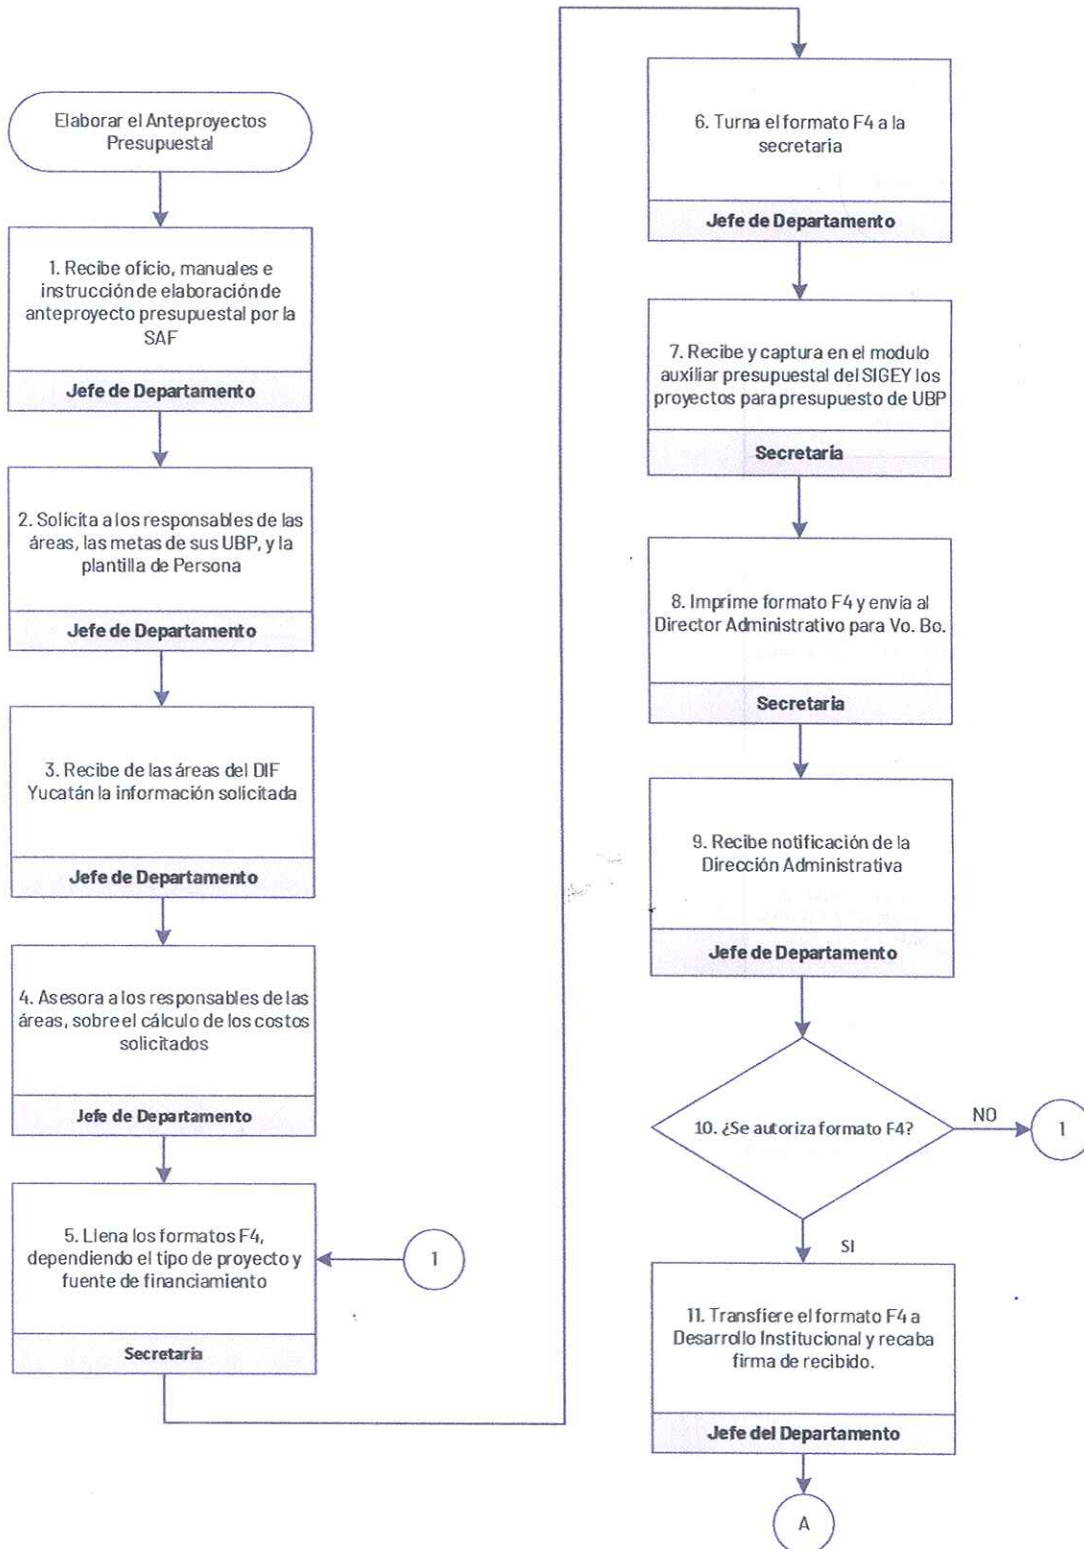 Elaborar el Anteproyectos
Presupuestal
1. Recibe oficio, manuales e
instrucción de elaboración de
anteproyecto presupuestal por la
SAF
Jefe de Departamento
2. Solicita a los responsables de las
áreas, las metas de sus UBP, y la
plantilla de Persona
Jefe de Departamento
3. Recibe de las áreas del DIF
Yucatán la información solicitada
Jefe de Departamento
4. Asesora a los responsables de las
áreas, sobre el cálculo de los costos
solicitados
Jefe de Departamento
5. Llena los formatos F4,
dependiendo el tipo de proyecto y
fuente de financiamiento
Secretaria
1
6. Turna el formato F4 a la
secretaria
Jefe de Departamento
7. Recibe y captura en el modulo
auxiliar presupuestal del SIGEY los
proyectos para presupuesto de UBP
Secretaria
8. Imprime formato F4 y envía al
Director Administrativo para Vo. Bo.
Secretaria
9. Recibe notificación de la
Dirección Administrativa
Jefe de Departamento
10. ¿Se autoriza formato F4?
NO
1
SI
11. Transfiere el formato F4 a
Desarrollo Institucional y recaba
firma de recibido.
Jefe del Departamento
A